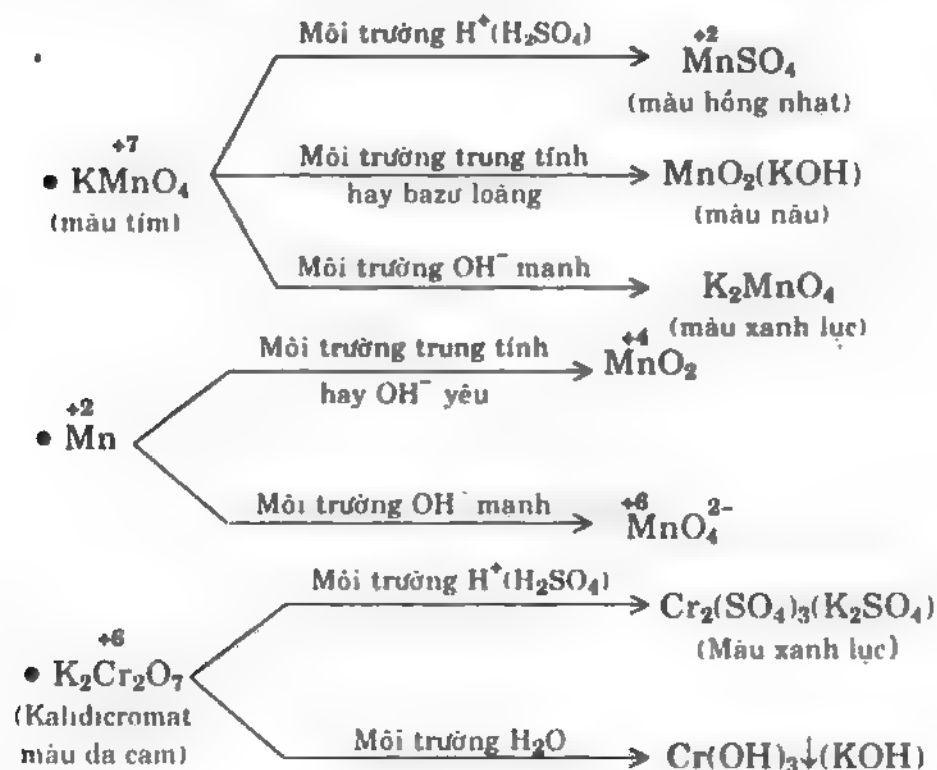 Môi trường H⁺(H₂SO₄)
+2
MnSO₄
(màu hồng nhạt)
+7
• KMnO₄
(màu tím)
Môi trường trung tính
hay bazơ loãng
MnO₂(KOH)
(màu nâu)
Môi trường OH⁻ mạnh
K₂MnO₄
(màu xanh lục)
Môi trường trung tính
hay OH⁻ yếu
+4
MnO₂
+2
• Mn
Môi trường OH⁻ mạnh
+6
MnO₄²⁻
Môi trường H⁺(H₂SO₄)
Cr₂(SO₄)₃(K₂SO₄)
(Màu xanh lục)
+6
• K₂Cr₂O₇
(Kalidicromat
màu da cam)
Môi trường H₂O
Cr(OH)₃↓(KOH)